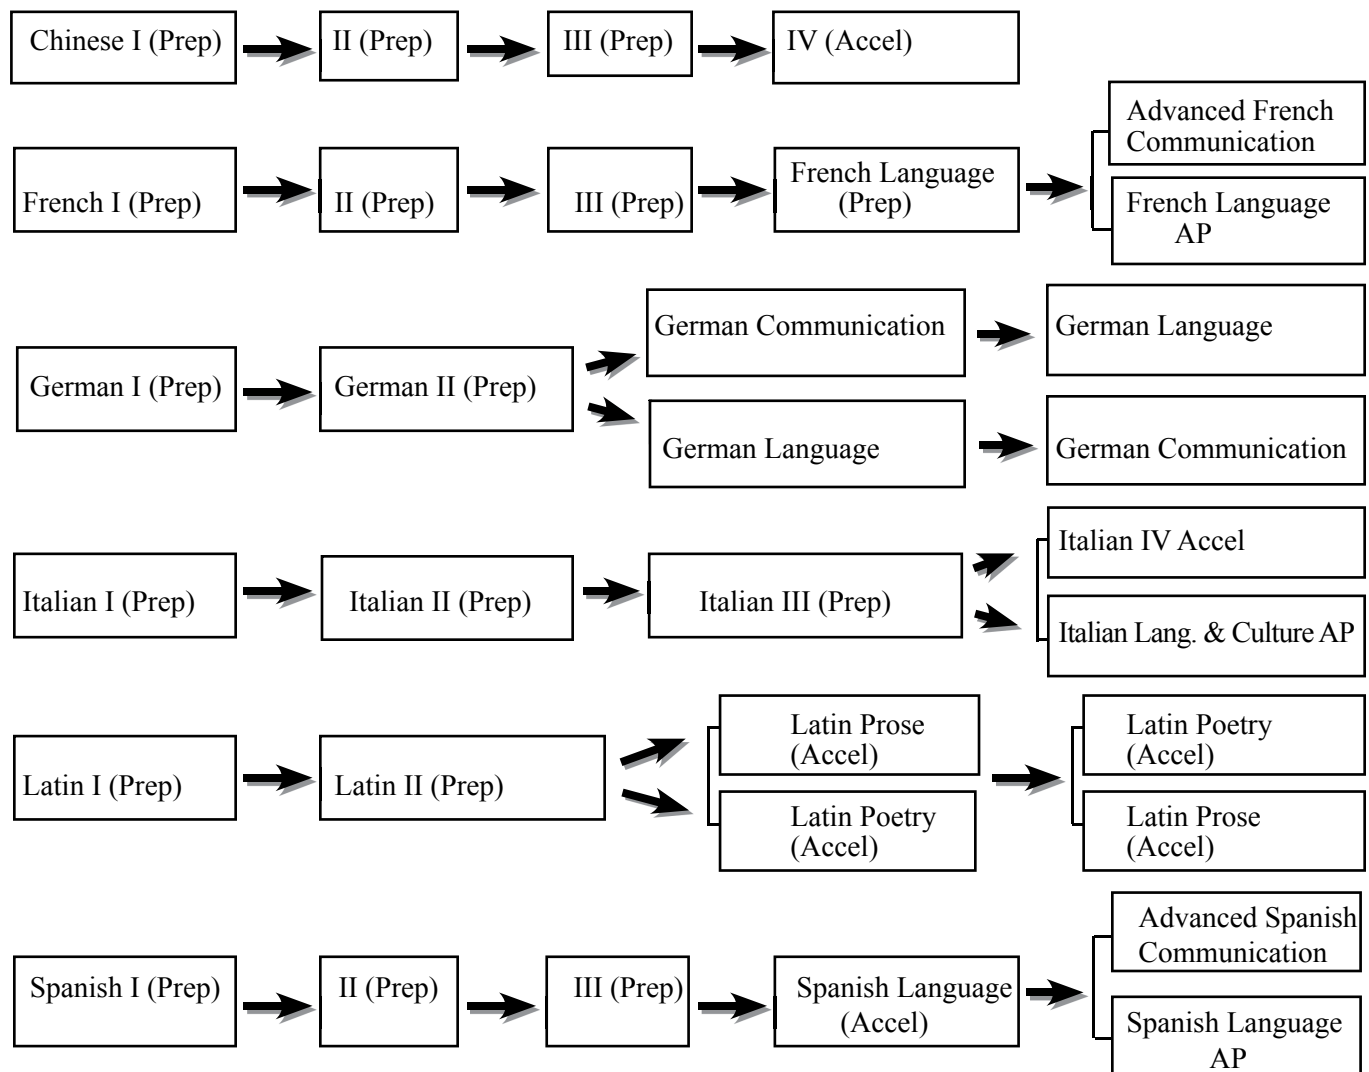 Chinese I (Prep)
II (Prep)
III (Prep)
IV (Accel)
French I (Prep)
II (Prep)
III (Prep)
French Language
(Prep)
Advanced French
Communication
French Language
AP
German I (Prep)
German II (Prep)
German Communication
German Language
German Language
German Communication
Italian I (Prep)
Italian II (Prep)
Italian III (Prep)
Italian IV Accel
Italian Lang. & Culture AP
Latin I (Prep)
Latin II (Prep)
Latin Prose
(Accel)
Latin Poetry
(Accel)
Latin Poetry
(Accel)
Latin Prose
(Accel)
Spanish I (Prep)
II (Prep)
III (Prep)
Spanish Language
(Accel)
Advanced Spanish
Communication
Spanish Language
AP